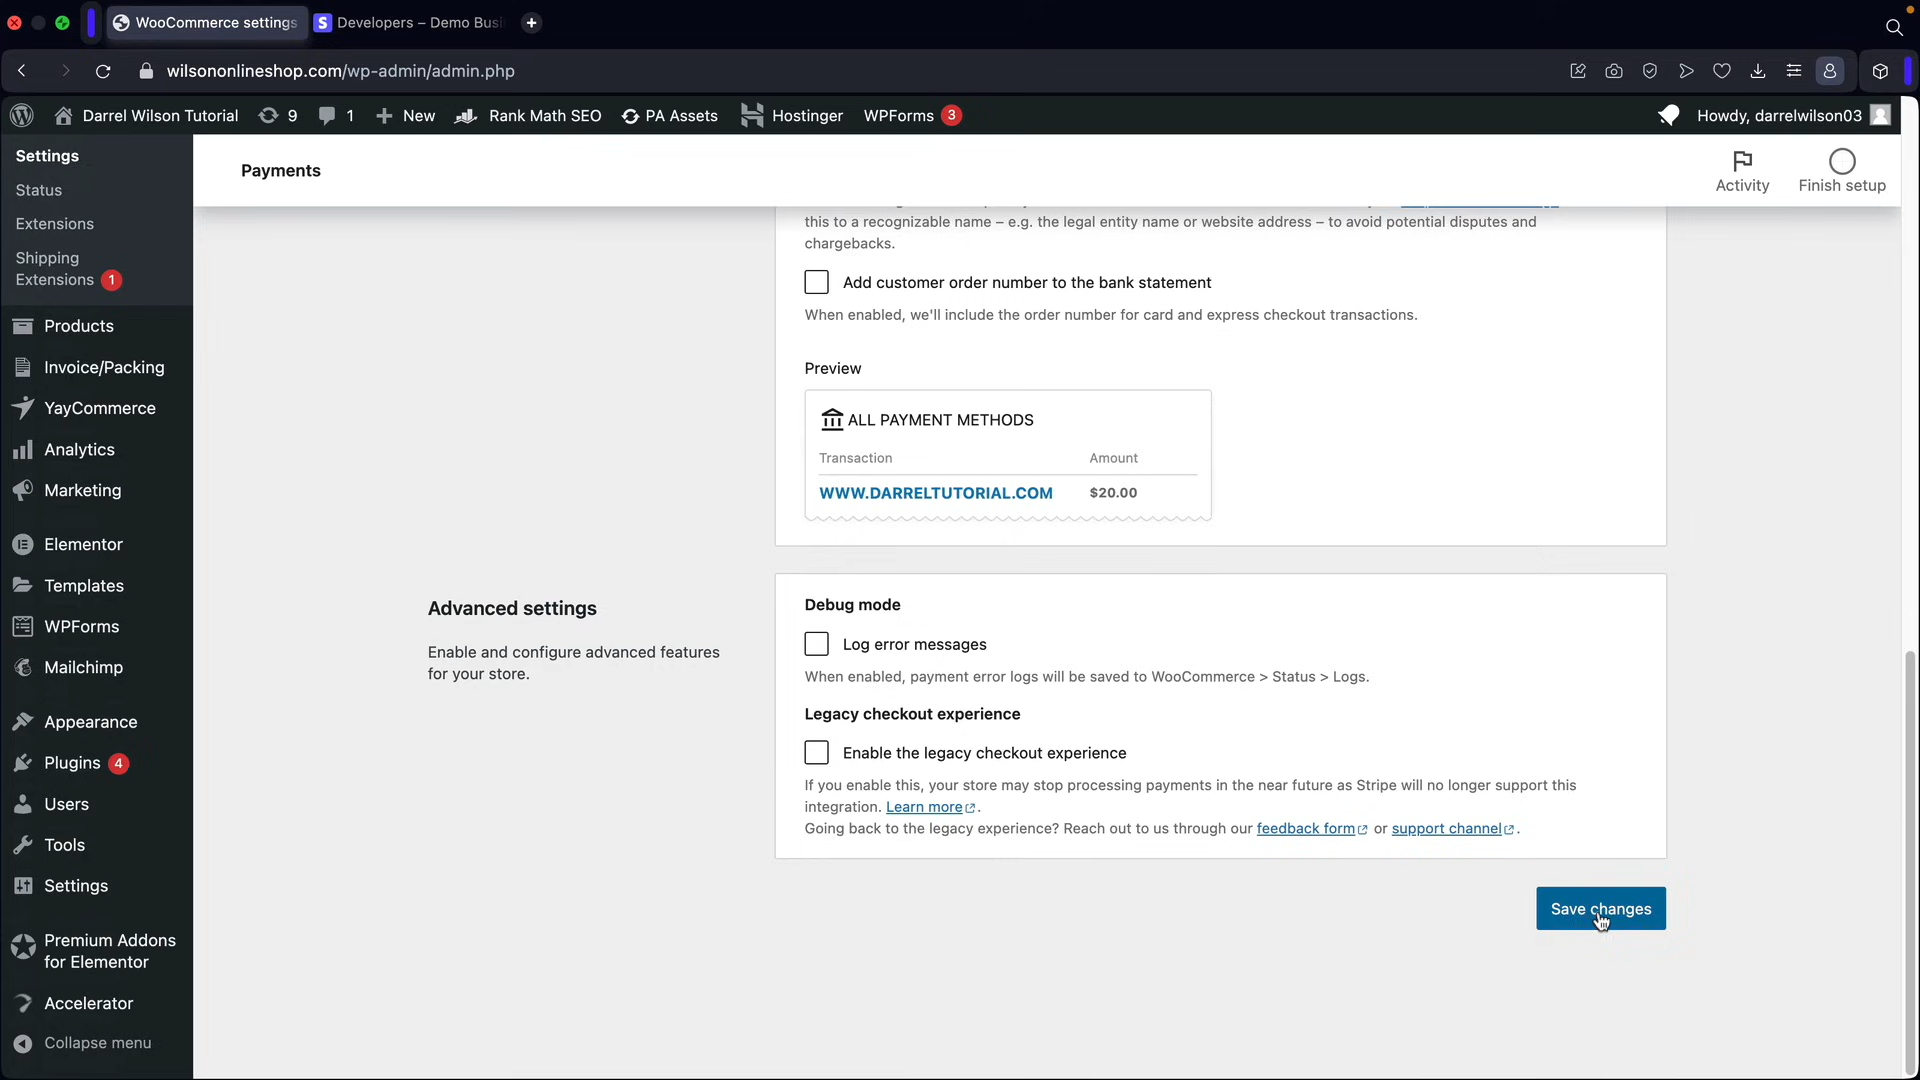 WooCommerce settings
Developers – Demo Busi
wilsononlineshop.com/wp-admin/admin.php
Darrel Wilson Tutorial
9
1
New
Rank Math SEO
PA Assets
Hostinger
WPForms 3
Howdy, darrelwilson03
Settings
Status
Extensions
Shipping
Extensions 1
Products
Invoice/Packing
YayCommerce
Analytics
Marketing
Elementor
Templates
WPForms
Mailchimp
Appearance
Plugins 4
Users
Tools
Settings
Premium Addons
for Elementor
Accelerator
Collapse menu
Payments
Activity
Finish setup
this to a recognizable name – e.g. the legal entity name or website address – to avoid potential disputes and
chargebacks.
Add customer order number to the bank statement
When enabled, we'll include the order number for card and express checkout transactions.
Preview
ALL PAYMENT METHODS
Transaction Amount
WWW.DARRELTUTORIAL.COM $20.00
Advanced settings
Enable and configure advanced features
for your store.
Debug mode
Log error messages
When enabled, payment error logs will be saved to WooCommerce > Status > Logs.
Legacy checkout experience
Enable the legacy checkout experience
If you enable this, your store may stop processing payments in the near future as Stripe will no longer support this
integration. Learn more.
Going back to the legacy experience? Reach out to us through our feedback form or support channel.
Save changes